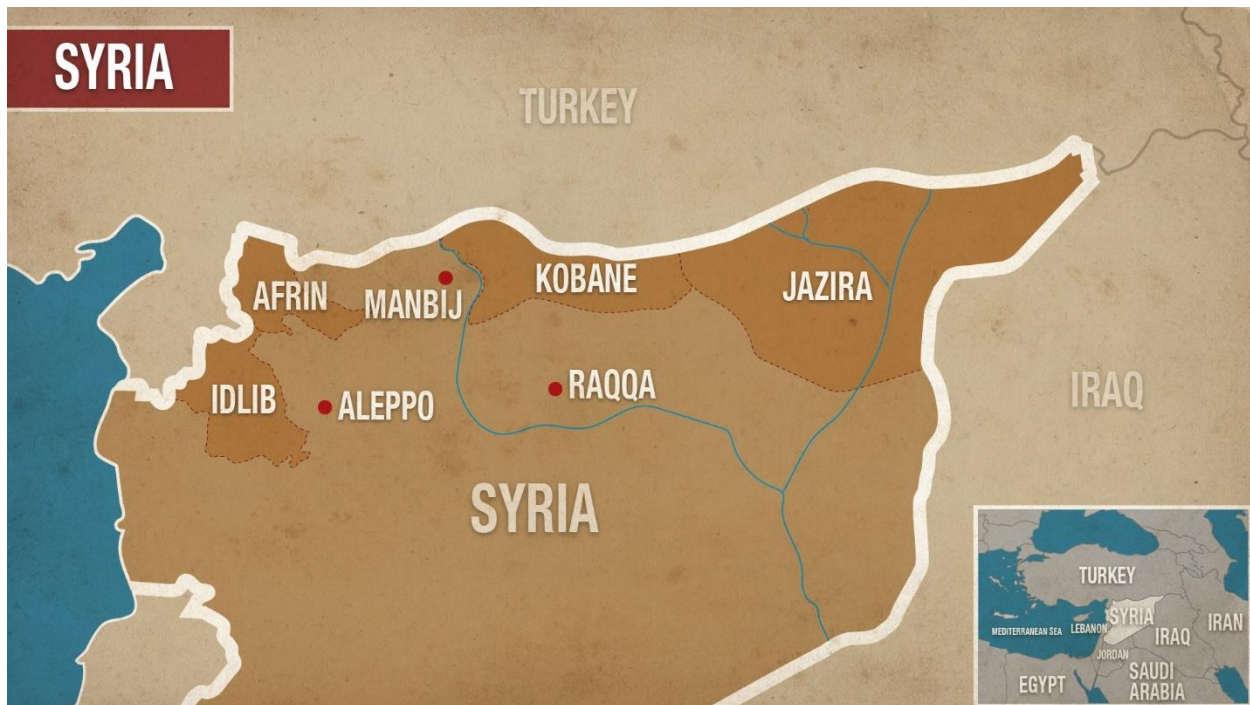 SYRIA
TURKEY
AFRIN
MANBIJ
KOBANE
JAZIRA
IDLIB
ALEPPO
RAQQA
IRAQ
SYRIA
TURKEY
MEDITERRANEAN SEA
LEBANON
SYRIA
IRAQ
IRAN
JORDAN
EGYPT
SAUDI
ARABIA